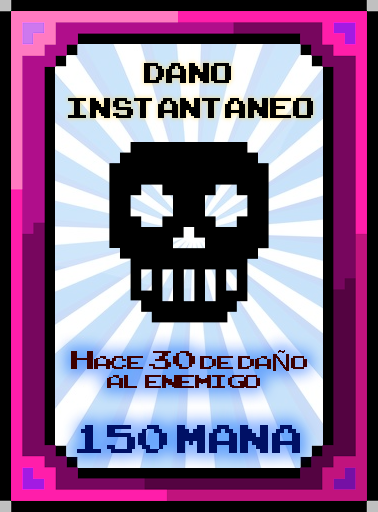 DANO
INSTANTANEO
HACE 30 DE DAÑO
AL ENEMIGO
150 MANA